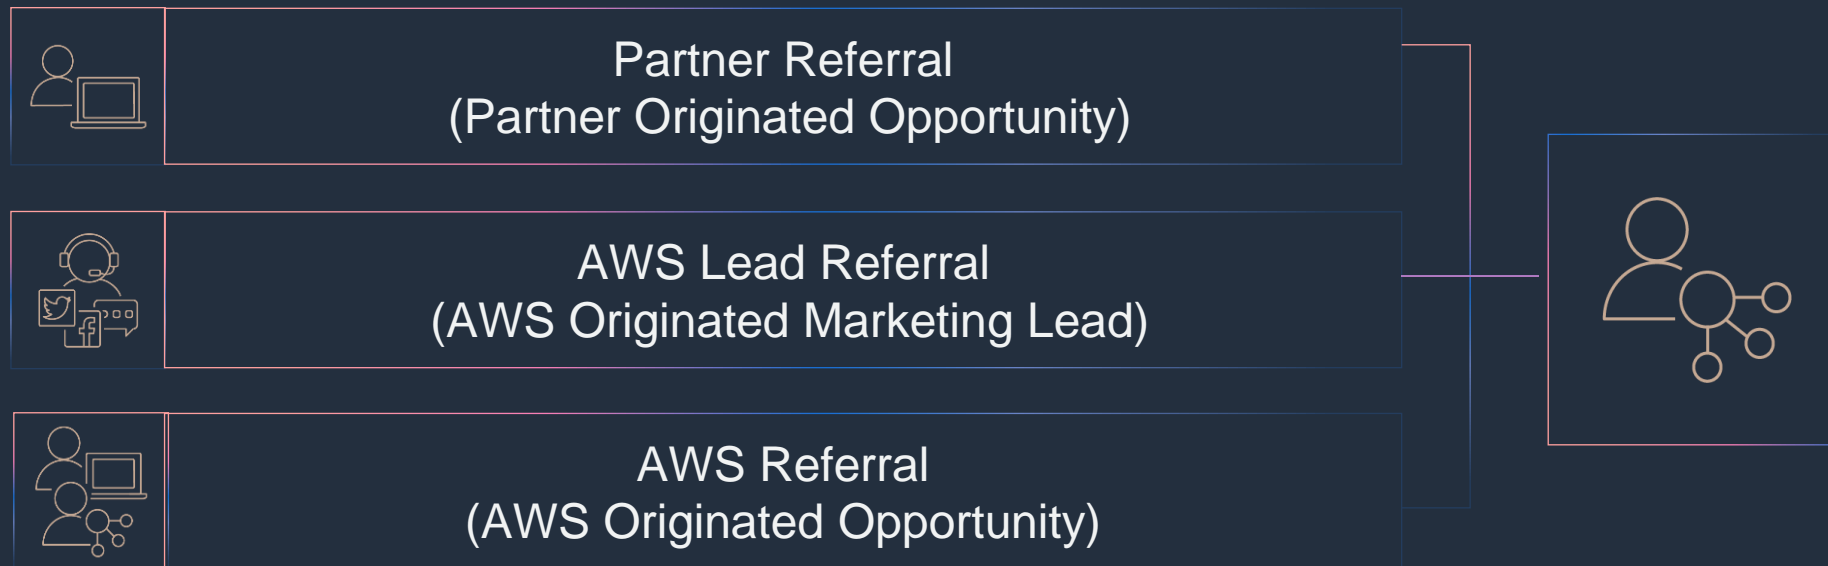 Partner Referral
(Partner Originated Opportunity)
AWS Lead Referral
(AWS Originated Marketing Lead)
AWS Referral
(AWS Originated Opportunity)